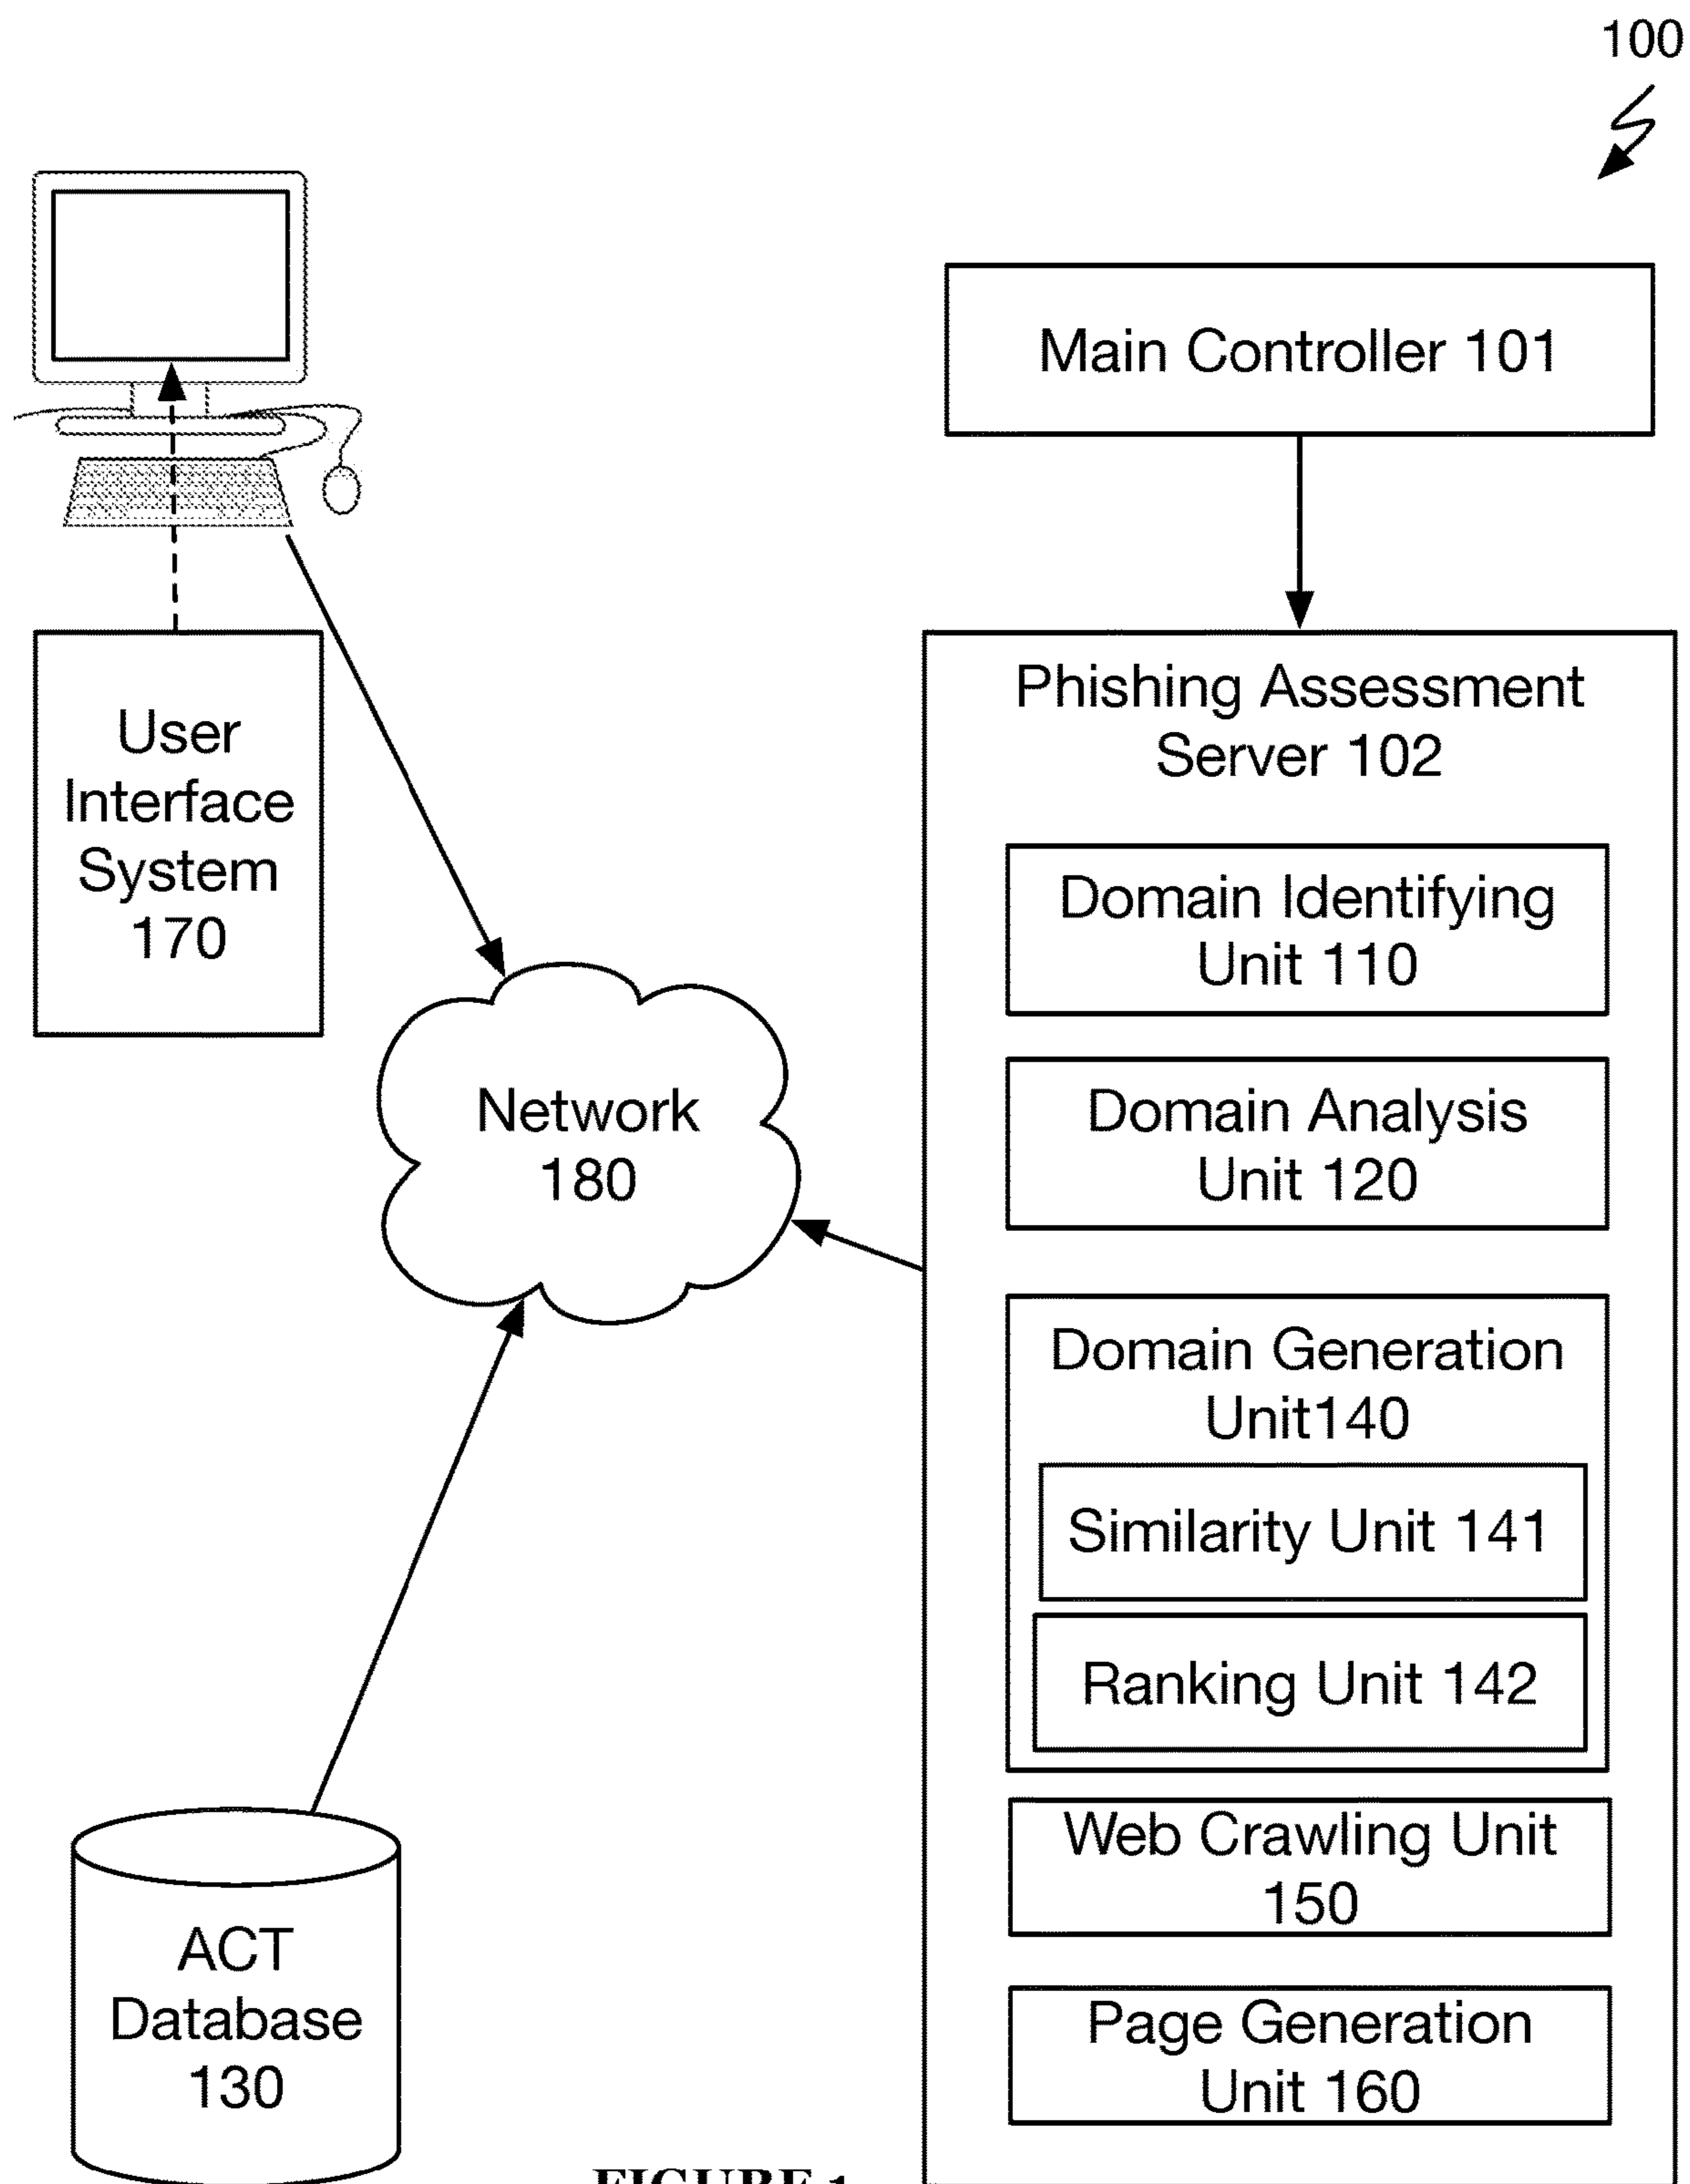 100
Main Controller 101
Phishing Assessment
Server 102
User
Interface
System
170
Domain Identifying
Unit 110
Network
180
Domain Analysis
Unit 120
Domain Generation
Unit140
Similarity Unit 141
Ranking Unit 142
Web Crawling Unit
150
ACT
Database
130
Page Generation
Unit 160
FIGURE 1